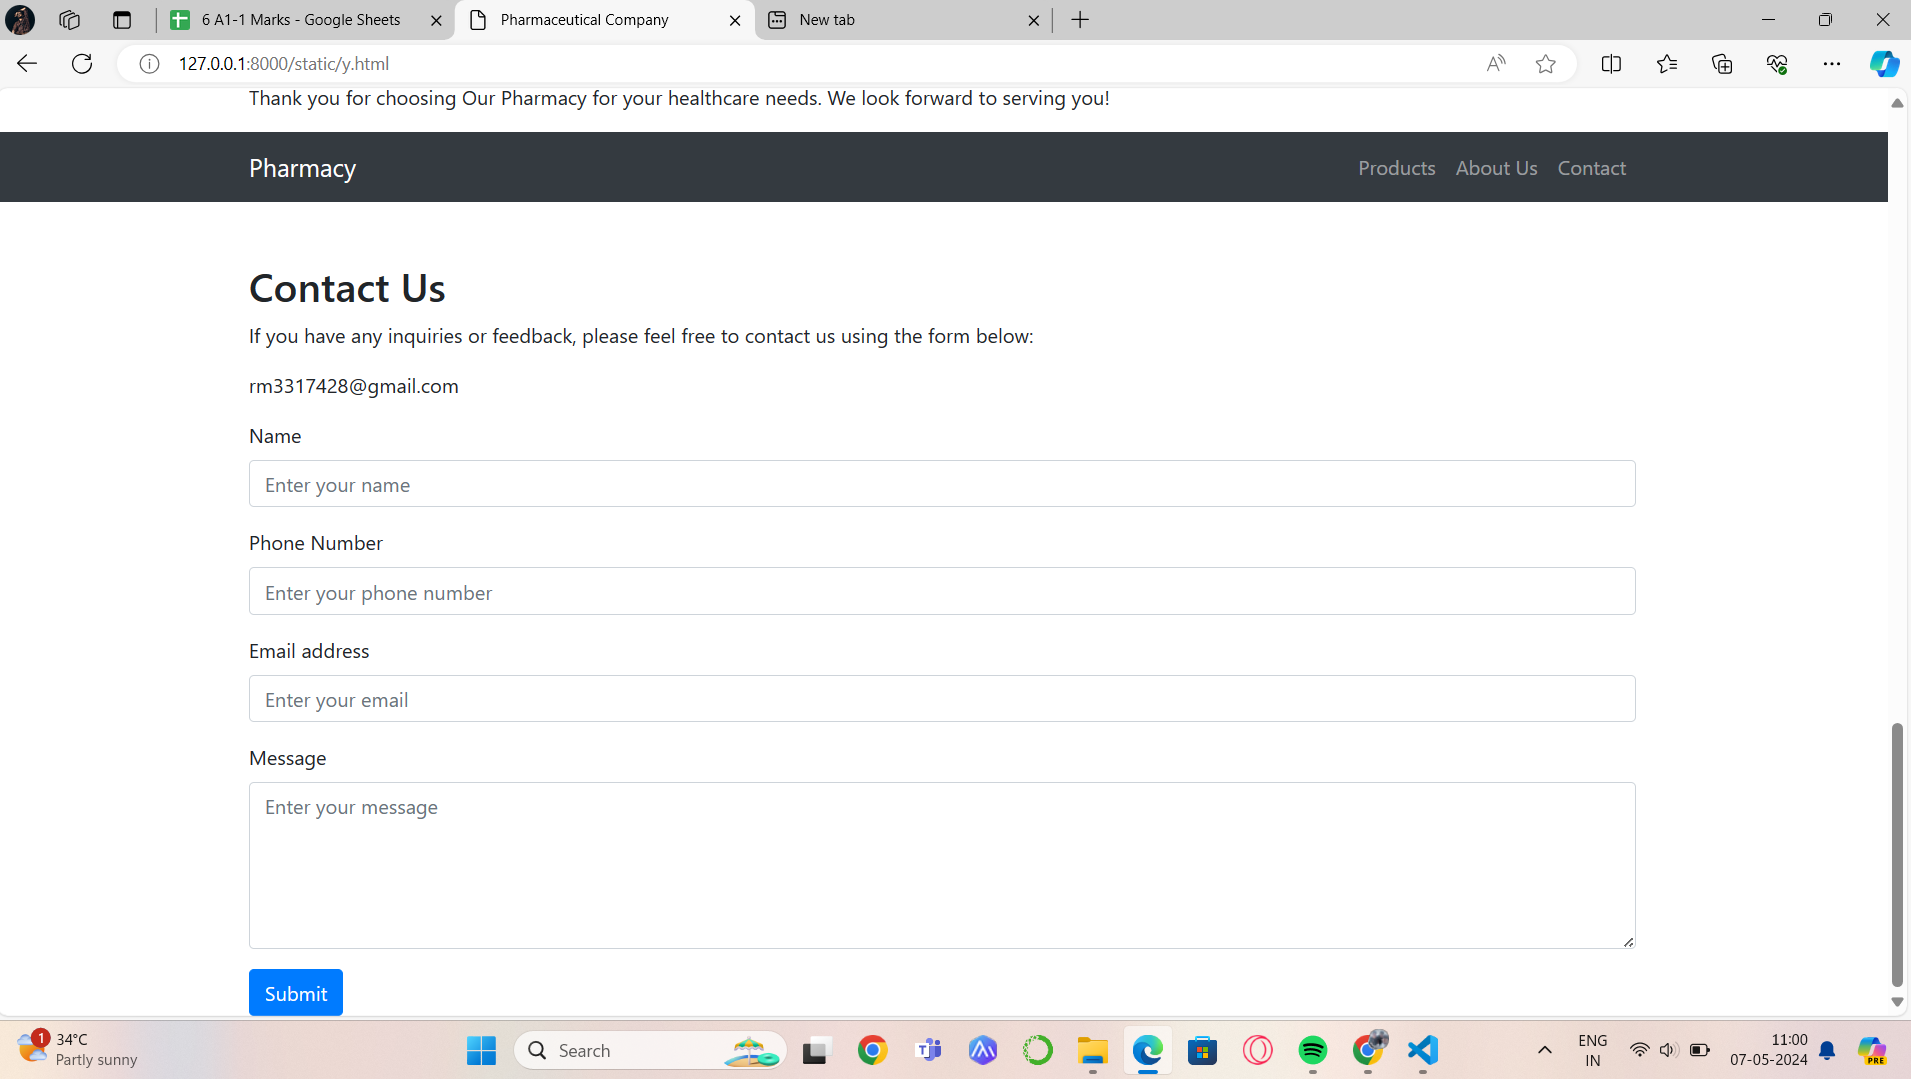 6 A1-1 Marks - Google Sheets
Pharmaceutical Company
New tab
127.0.0.1:8000/static/y.html
Thank you for choosing Our Pharmacy for your healthcare needs. We look forward to serving you!
Pharmacy Products About Us Contact
Contact Us
If you have any inquiries or feedback, please feel free to contact us using the form below:
rm3317428@gmail.com
Name
Enter your name
Phone Number
Enter your phone number
Email address
Enter your email
Message
Enter your message
Submit
1
34°C
Partly sunny
Search
ENG
IN
11:00
07-05-2024
PRE